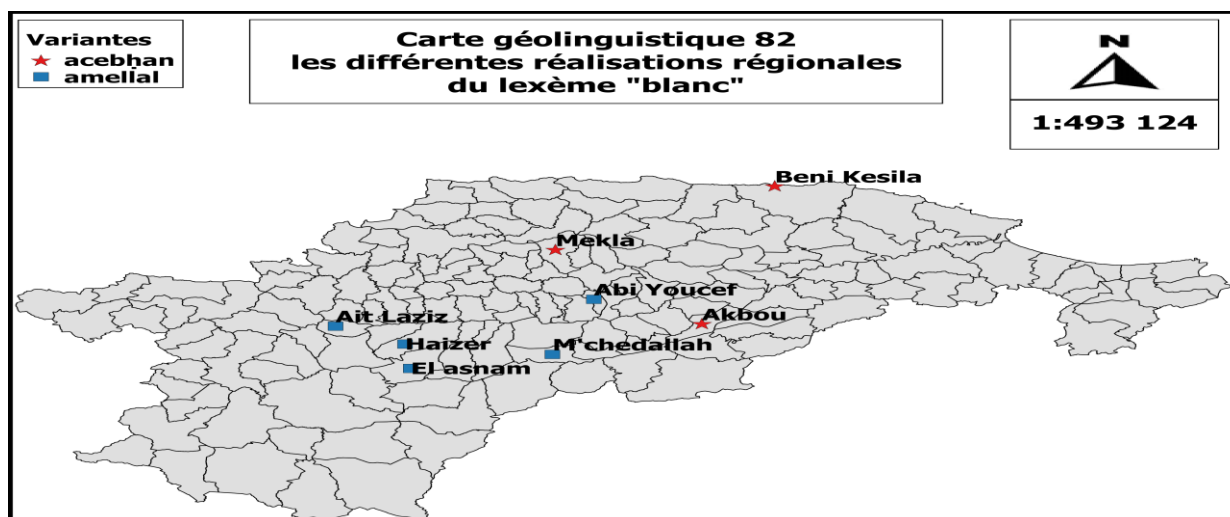 Variantes
acebḥan
amellal
Carte géolinguistique 82
les différentes réalisations régionales
du lexème "blanc"
N
1:493 124
Beni Kesila
Mekla
Abi Youcef
Ait Laziz
Akbou
Haizer
M'chedallah
El asnam